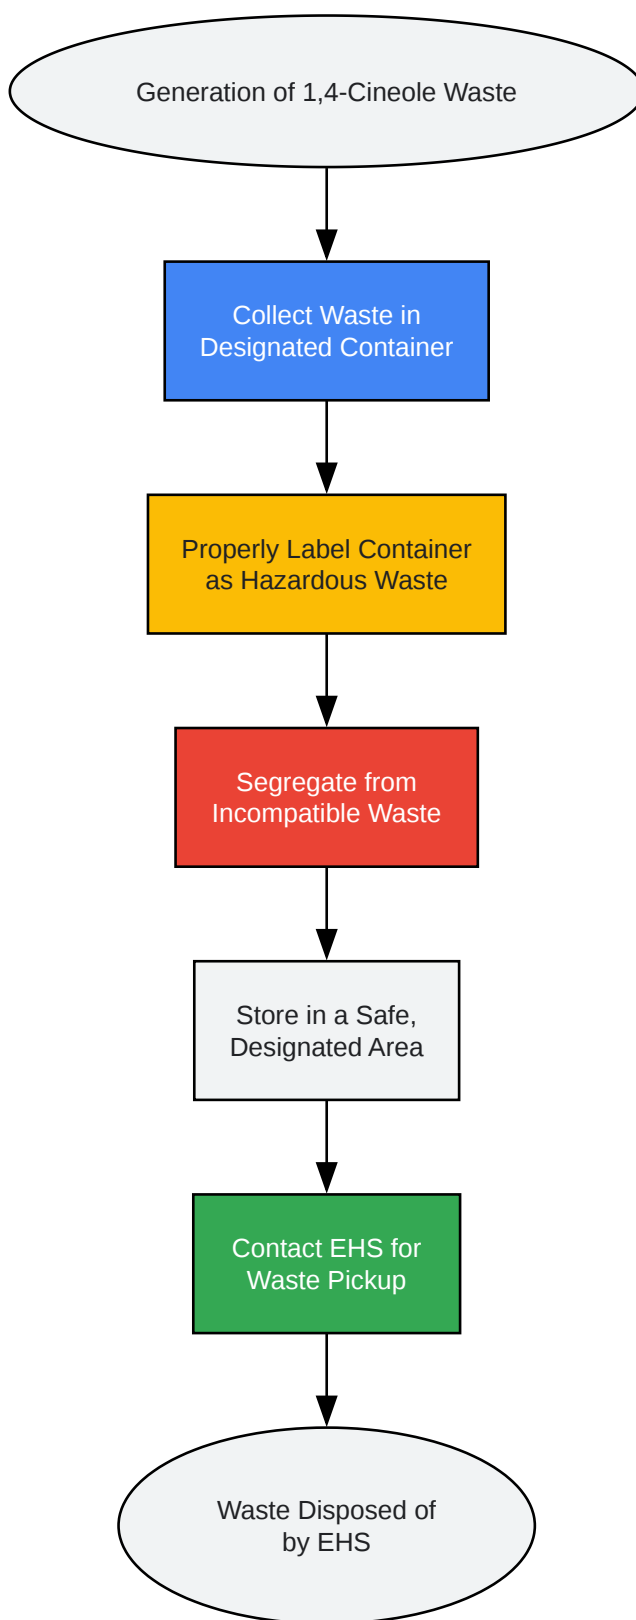 Generation of 1,4-Cineole Waste
Collect Waste in
Designated Container
Properly Label Container
as Hazardous Waste
Segregate from
Incompatible Waste
Store in a Safe,
Designated Area
Contact EHS for
Waste Pickup
Waste Disposed of
by EHS